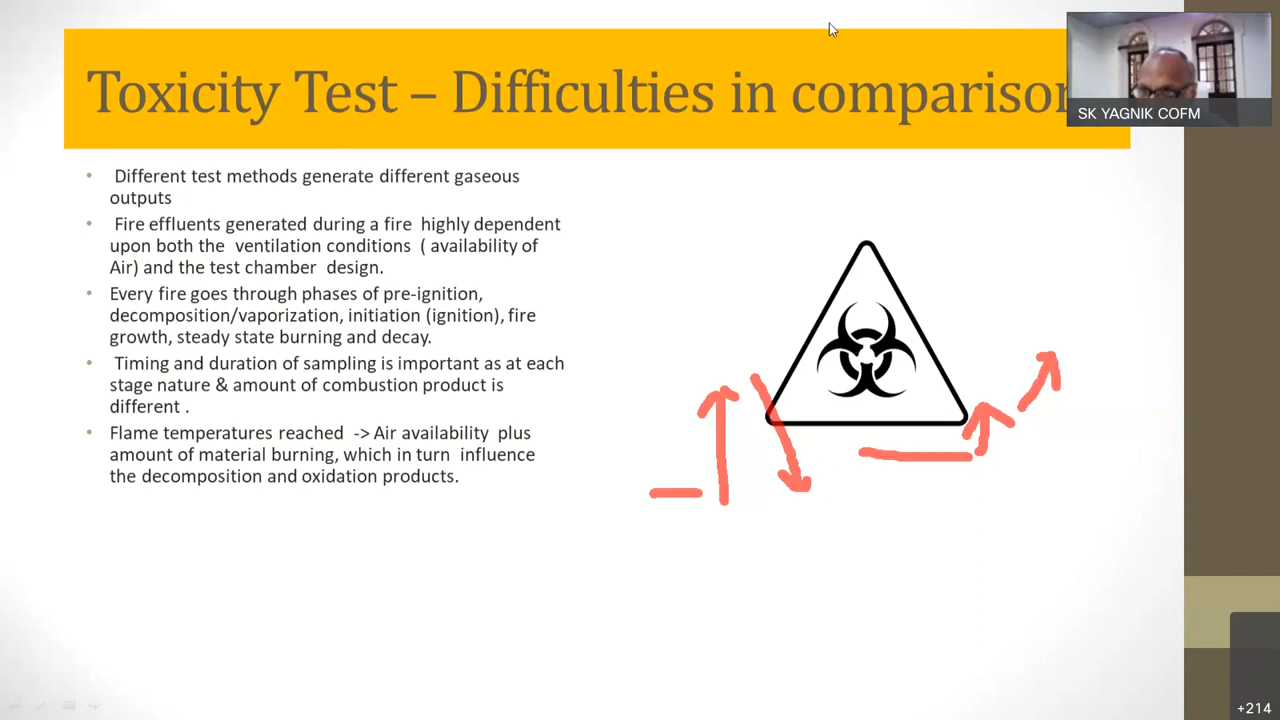 Toxicity Test – Difficulties in comparison
SK YAGNIK COFM
• Different test methods generate different gaseous
outputs
• Fire effluents generated during a fire highly dependent
upon both the ventilation conditions ( availability of
Air) and the test chamber design.
• Every fire goes through phases of pre-ignition,
decomposition/vaporization, initiation (ignition), fire
growth, steady state burning and decay.
• Timing and duration of sampling is important as at each
stage nature & amount of combustion product is
different .
• Flame temperatures reached -> Air availability plus
amount of material burning, which in turn influence
the decomposition and oxidation products.
+214